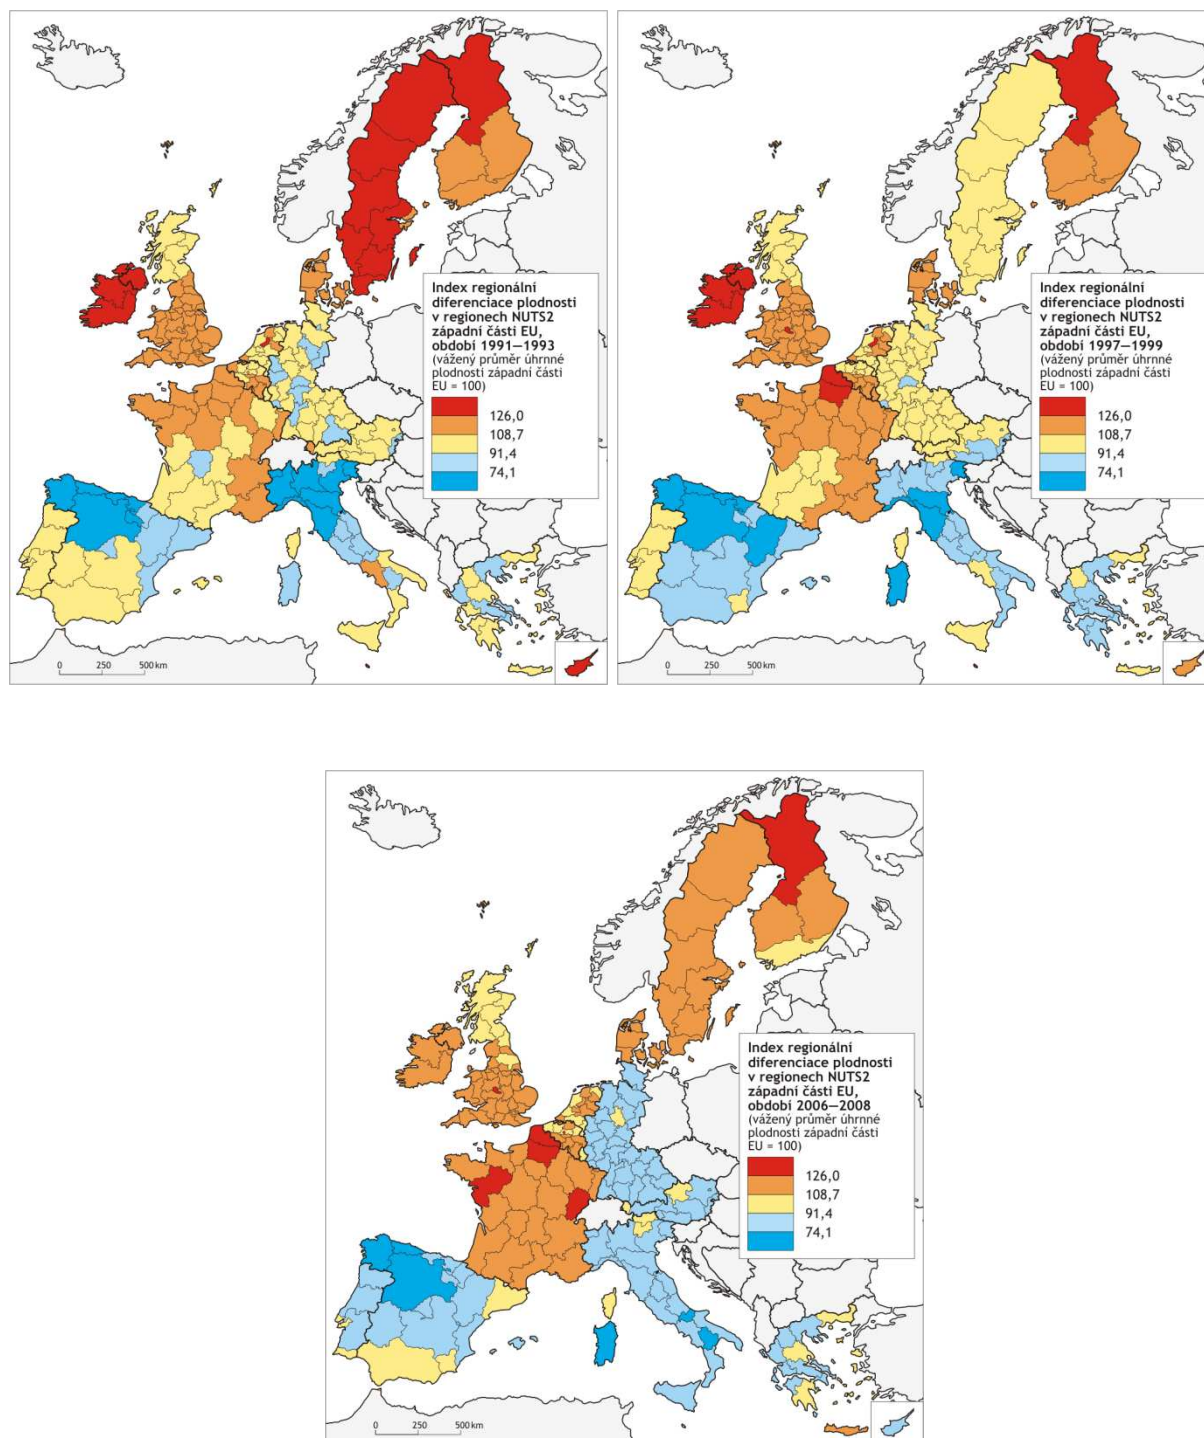 Index regionální
diferenciace plodnosti
v regionech NUTS2
západní části EU,
období 1991—1993
(vážený průměr úhrnné
plodnosti západní části
EU = 100)
126,0
108,7
91,4
74,1
0 250 500 km
Index regionální
diferenciace plodnosti
v regionech NUTS2
západní části EU,
období 1997—1999
(vážený průměr úhrnné
plodnosti západní části
EU = 100)
126,0
108,7
91,4
74,1
0 250 500 km
Index regionální
diferenciace plodnosti
v regionech NUTS2
západní části EU,
období 2006—2008
(vážený průměr úhrnné
plodnosti západní části
EU = 100)
126,0
108,7
91,4
74,1
0 250 500 km